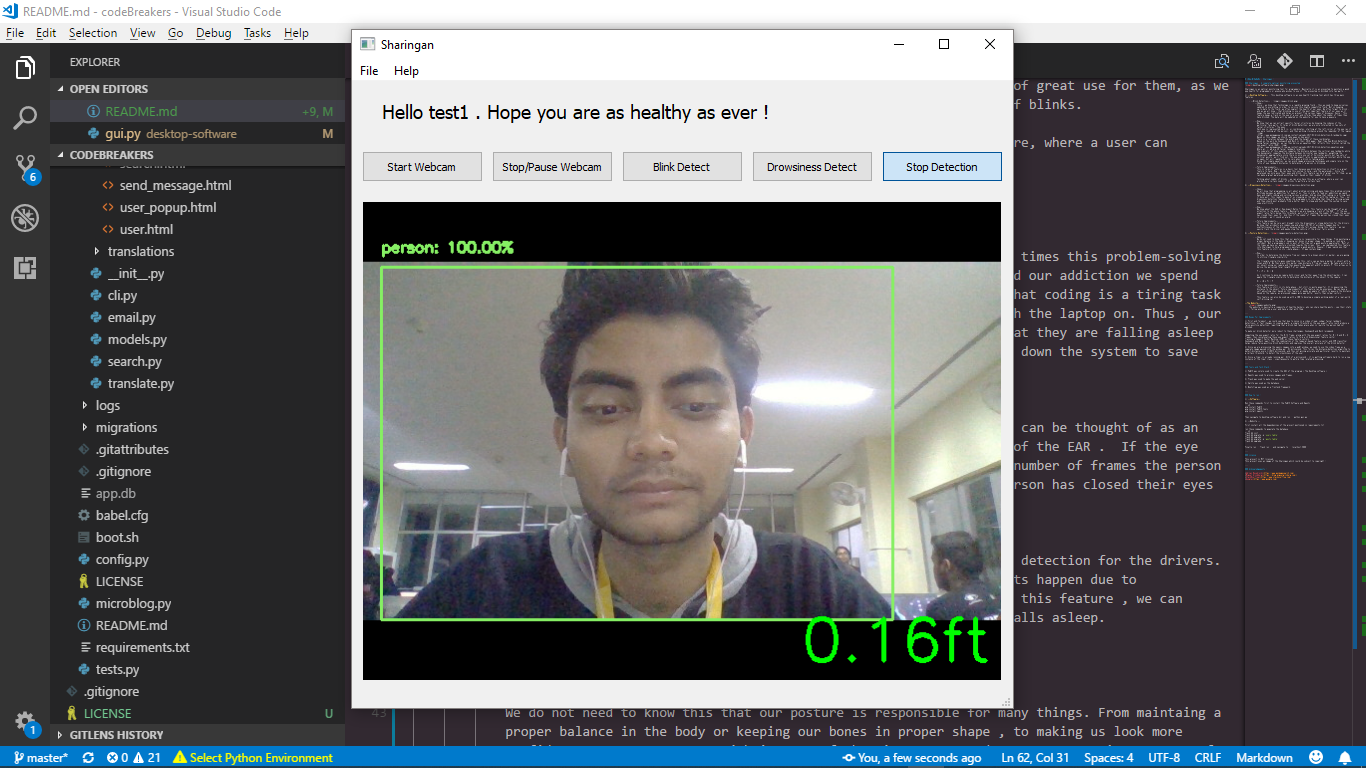 README.md - codeBreakers - Visual Studio Code
File Edit Selection View Go Debug Tasks Help
EXPLORER
OPEN EDITORS
README.md +9, M
gui.py desktop-software M
CODEBREAKERS
send_message.html
user_popup.html
user.html
translations
__init__.py
cli.py
email.py
models.py
search.py
translate.py
logs
migrations
.gitattributes
.gitignore
app.db
babel.cfg
boot.sh
config.py
LICENSE
microblog.py
README.md
requirements.txt
tests.py
.gitignore
LICENSE U
GITLENS HISTORY
6
1
Sharingan
File Help
Hello test1 . Hope you are as healthy as ever !
Start Webcam
Stop/Pause Webcam
Blink Detect
Drowsiness Detect
Stop Detection
person: 100.00%
0.16ft
of great use for them, as we
f blinks.
re, where a user can
times this problem-solving
d our addiction we spend
hat coding is a tiring task
h the laptop on. Thus , our
at they are falling asleep
down the system to save
can be thought of as an
of the EAR . If the eye
number of frames the person
rson has closed their eyes
detection for the drivers.
ts happen due to
this feature , we can
alls asleep.
43 We do not need to know this that our posture is responsible for many things. From maintaing a
proper balance in the body or keeping our bones in proper shape , to making us look more
master* 0 21 Select Python Environment
You, a few seconds ago Ln 62, Col 31 Spaces: 4 UTF-8 CRLF Markdown